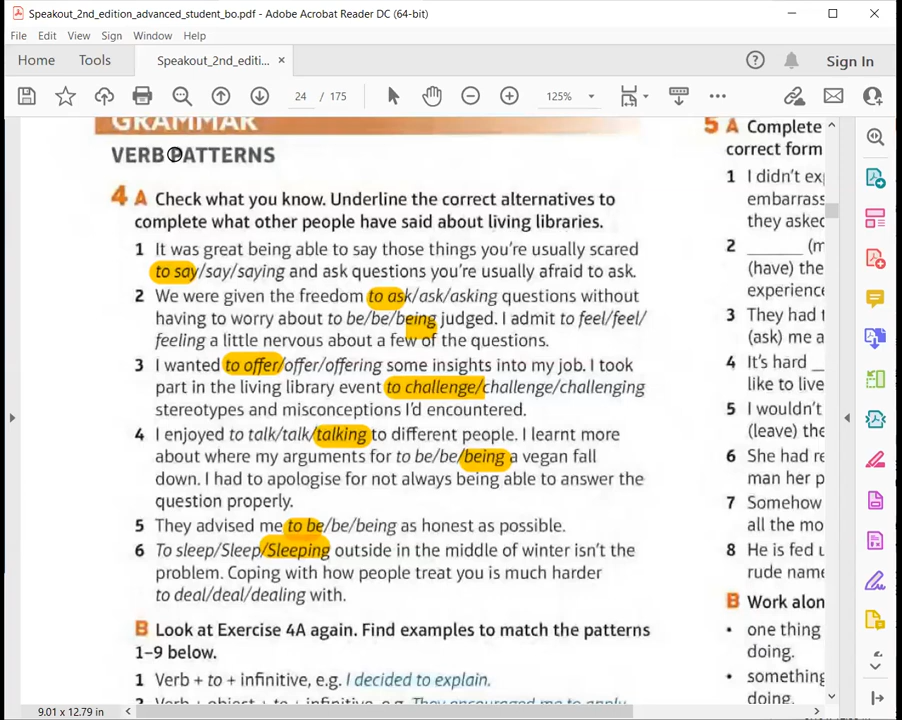 Speakout_2nd_edition_advanced_student_bo.pdf - Adobe Acrobat Reader DC (64-bit)
File Edit View Sign Window Help
Home Tools Speakout_2nd_editi... × Sign In
24 / 175 125%
GRAMMAR
VERB PATTERNS
4 A Check what you know. Underline the correct alternatives to
complete what other people have said about living libraries.
1 It was great being able to say those things you're usually scared
to say/say/saying and ask questions you're usually afraid to ask.
2 We were given the freedom to ask/ask/asking questions without
having to worry about to be/be/being judged. I admit to feel/feel/
feeling a little nervous about a few of the questions.
3 I wanted to offer/offer/offering some insights into my job. I took
part in the living library event to challenge/challenge/challenging
stereotypes and misconceptions I'd encountered.
4 I enjoyed to talk/talk/talking to different people. I learnt more
about where my arguments for to be/be/being a vegan fall
down. I had to apologise for not always being able to answer the
question properly.
5 They advised me to be/be/being as honest as possible.
6 To sleep/Sleep/Sleeping outside in the middle of winter isn't the
problem. Coping with how people treat you is much harder
to deal/deal/dealing with.
B Look at Exercise 4A again. Find examples to match the patterns
1–9 below.
1 Verb + to + infinitive, e.g. I decided to explain.
2 Verb + object + to + infinitive, e.g. They encouraged me to apply.
5 A Complete
correct form
1 I didn't ex
embarrass
they asked
2 ______ (m
(have) the
experience
3 They had t
(ask) me a
4 It's hard __
like to live
5 I wouldn't
(leave) the
6 She had re
man her p
7 Somehow
all the mo
8 He is fed u
rude name
B Work alon
• one thing
doing.
• something
doing.
9.01 x 12.79 in